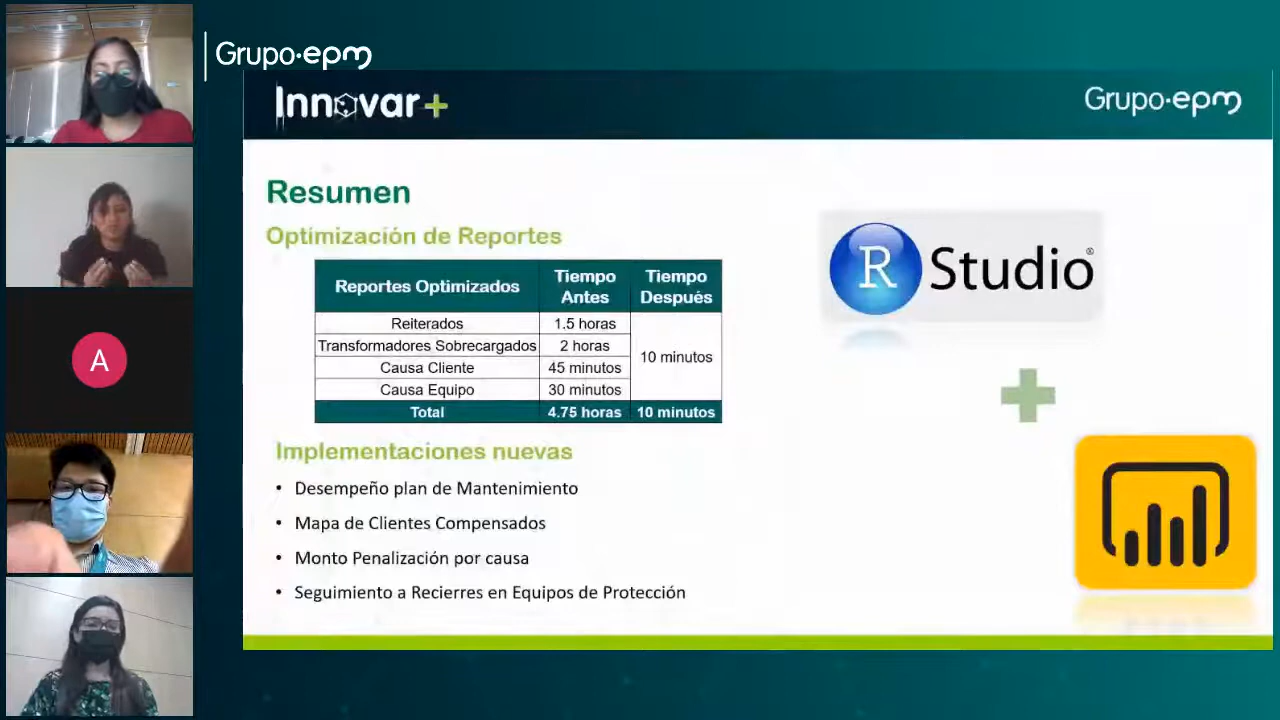 Grupo·epm
Innovar+
Grupo·epm
Resumen
Optimización de Reportes
Reportes Optimizados
Tiempo Antes
Tiempo Después
Reiterados
1.5 horas
Transformadores Sobrecargados
2 horas
10 minutos
Causa Cliente
45 minutos
Causa Equipo
30 minutos
Total
4.75 horas
10 minutos
Implementaciones nuevas
• Desempeño plan de Mantenimiento
• Mapa de Clientes Compensados
• Monto Penalización por causa
• Seguimiento a Recierres en Equipos de Protección
R Studio®
A